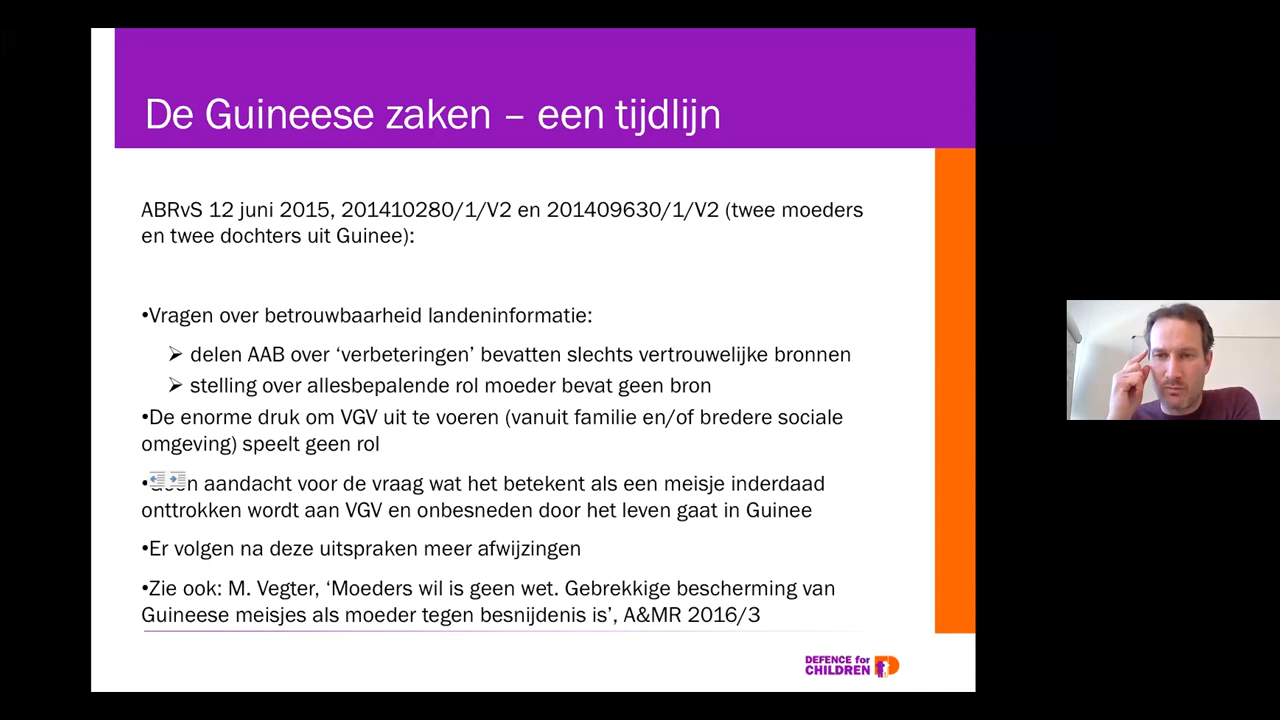 De Guineese zaken – een tijdlijn
ABRvS 12 juni 2015, 201410280/1/V2 en 201409630/1/V2 (twee moeders
en twee dochters uit Guinee):
•Vragen over betrouwbaarheid landeninformatie:
➢ delen AAB over ‘verbeteringen’ bevatten slechts vertrouwelijke bronnen
➢ stelling over allesbepalende rol moeder bevat geen bron
•De enorme druk om VGV uit te voeren (vanuit familie en/of bredere sociale
omgeving) speelt geen rol
•Geen aandacht voor de vraag wat het betekent als een meisje inderdaad
onttrokken wordt aan VGV en onbesneden door het leven gaat in Guinee
•Er volgen na deze uitspraken meer afwijzingen
•Zie ook: M. Vegter, ‘Moeders wil is geen wet. Gebrekkige bescherming van
Guineese meisjes als moeder tegen besnijdenis is’, A&MR 2016/3
DEFENCE for
CHILDREN